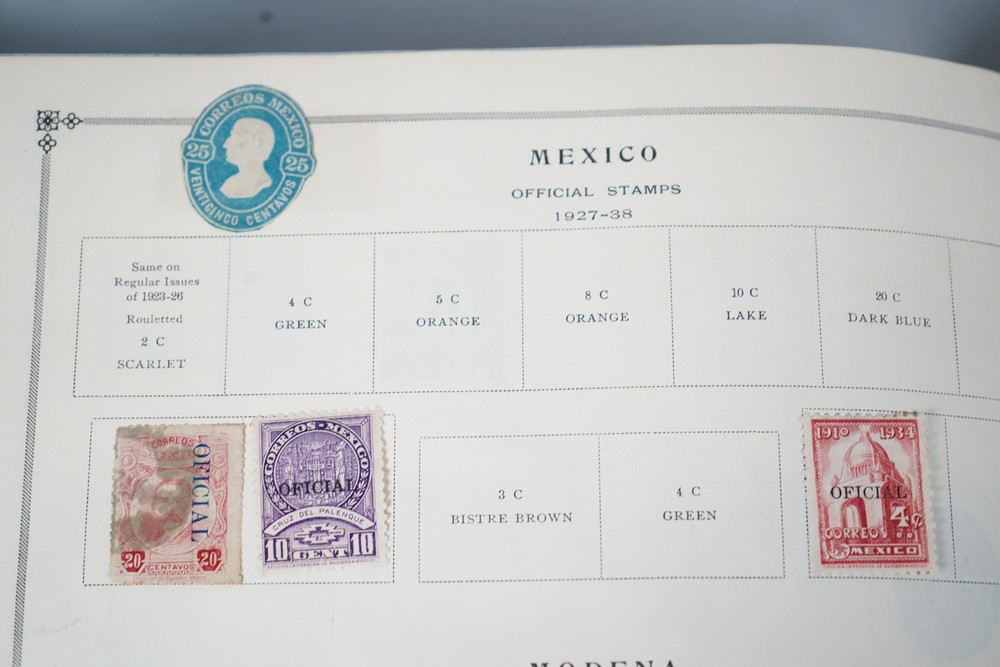 CORREOS MEXICO
25 25
VEINTICINCO CENTAVOS
MEXICO
OFFICIAL STAMPS
1927-38
Same on
Regular Issues
of 1923-26
Rouletted
2 C
SCARLET
4 C
GREEN
5 C
ORANGE
8 C
ORANGE
10 C
LAKE
20 C
DARK BLUE
CORREOS
OFICIAL
20 20
CENTAVOS
CORREOS-MEXICO
OFICIAL
CRUZ DEL PALENQUE
10 CENT 10
3 C
BISTRE BROWN
4 C
GREEN
1910 1934
OFICIAL
4c
CORREOS
MEXICO
MODENA